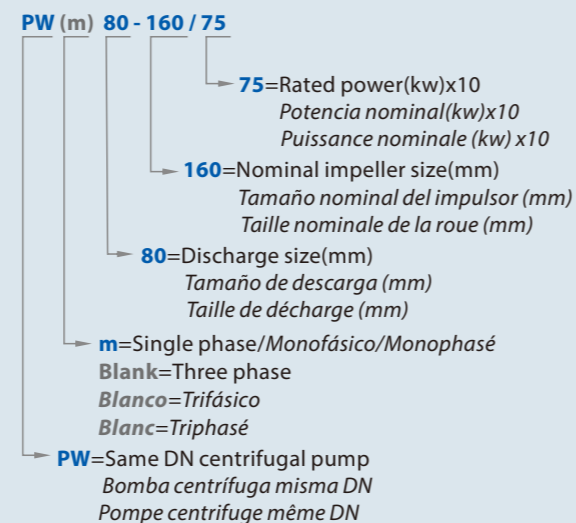 PW (m) 80 - 160 / 75
75=Rated power(kw)x10
Potencia nominal(kw)x10
Puissance nominale (kw) x10
160=Nominal impeller size(mm)
Tamaño nominal del impulsor (mm)
Taille nominale de la roue (mm)
80=Discharge size(mm)
Tamaño de descarga (mm)
Taille de décharge (mm)
m=Single phase/Monofásico/Monophasé
Blank=Three phase
Blanco=Trifásico
Blanc=Triphasé
PW=Same DN centrifugal pump
Bomba centrífuga misma DN
Pompe centrifuge même DN